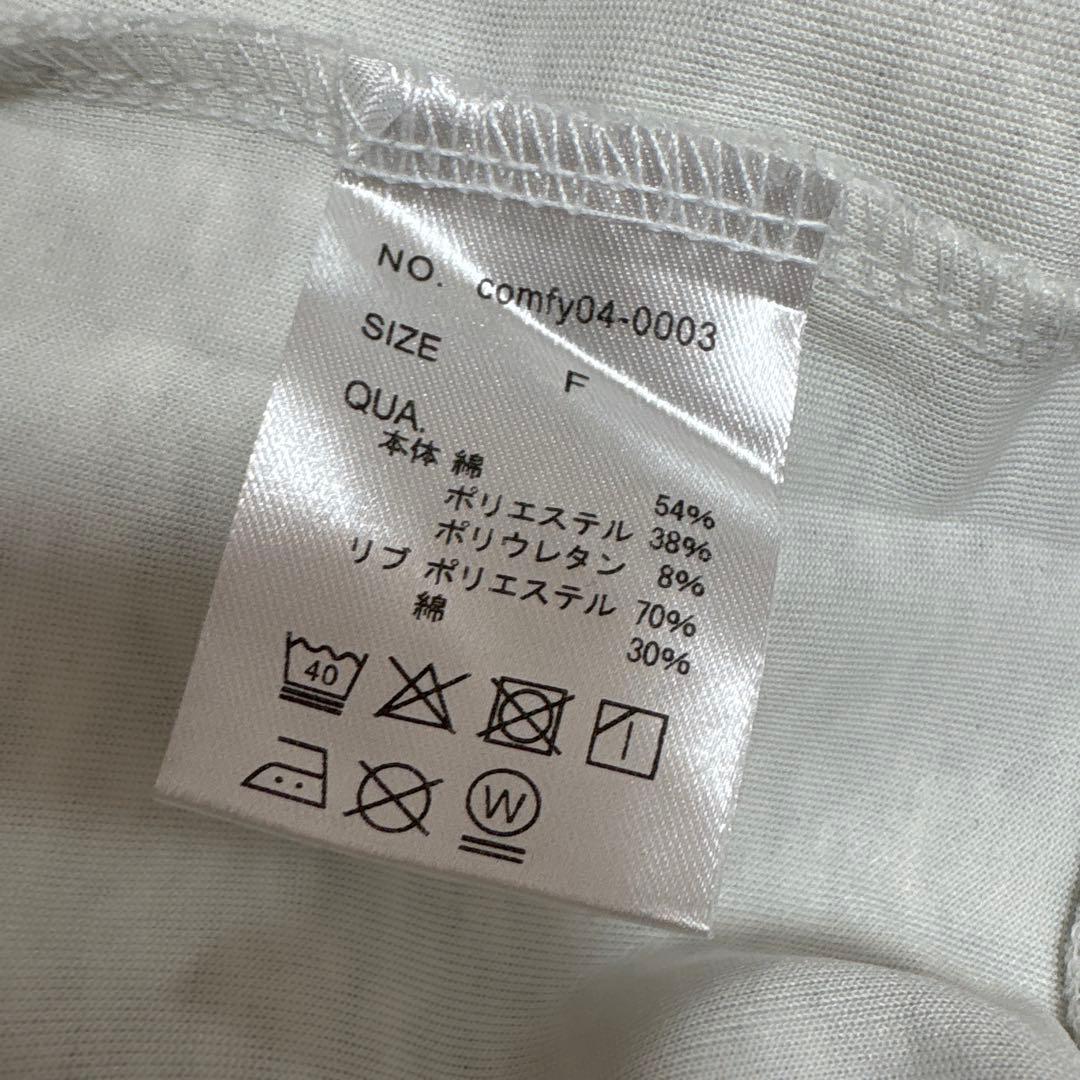 NO. comfy04-0003
SIZE F
QUA.
本体 綿 54%
ポリエステル 38%
ポリウレタン 8%
リブ ポリエステル 70%
綿 30%
40
W